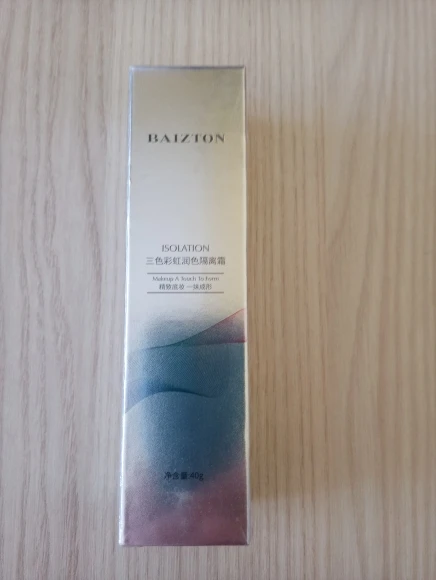 BAIZTON
ISOLATION
三色彩虹润色隔离霜
Makeup A Touch To Form
精致底妆 一抹成形
净含量:40g